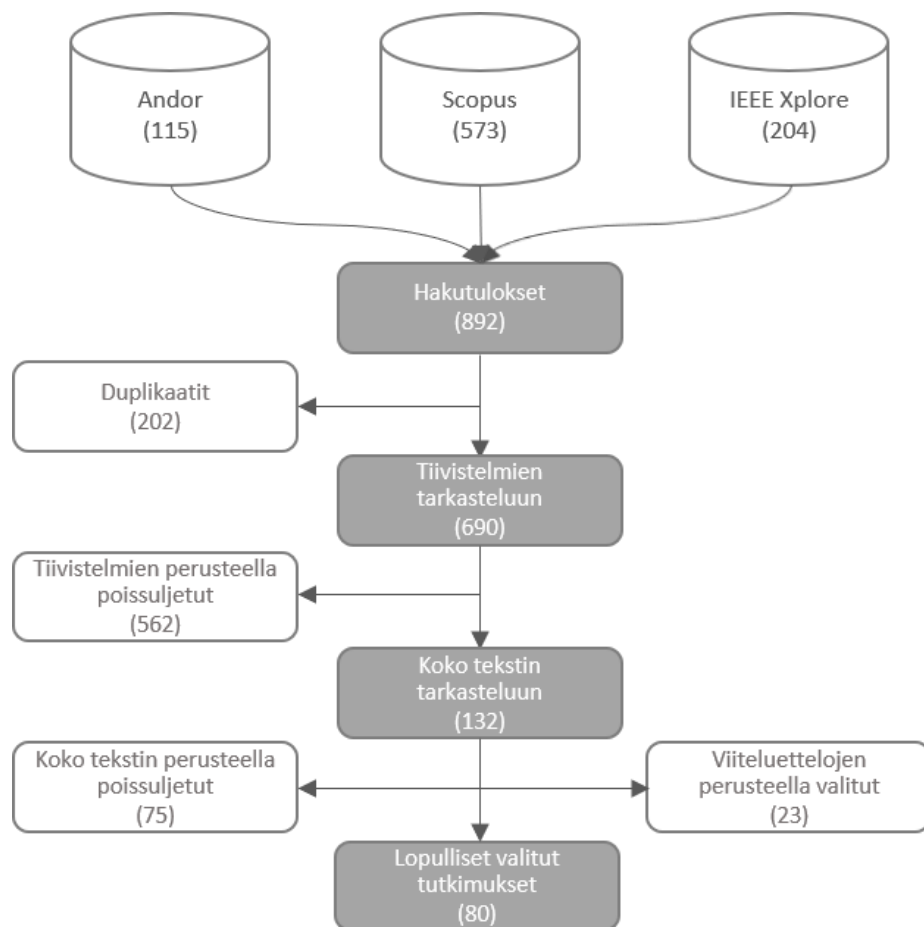 Andor
(115)
Scopus
(573)
IEEE Xplore
(204)
Hakutulokset
(892)
Duplikaatit
(202)
Tiivistelmien
tarkasteluun
(690)
Tiivistelmien perusteella
poissuljetut
(562)
Koko tekstin
tarkasteluun
(132)
Koko tekstin perusteella
poissuljetut
(75)
Viiteluettelojen
perusteella valitut
(23)
Lopulliset valitut
tutkimukset
(80)